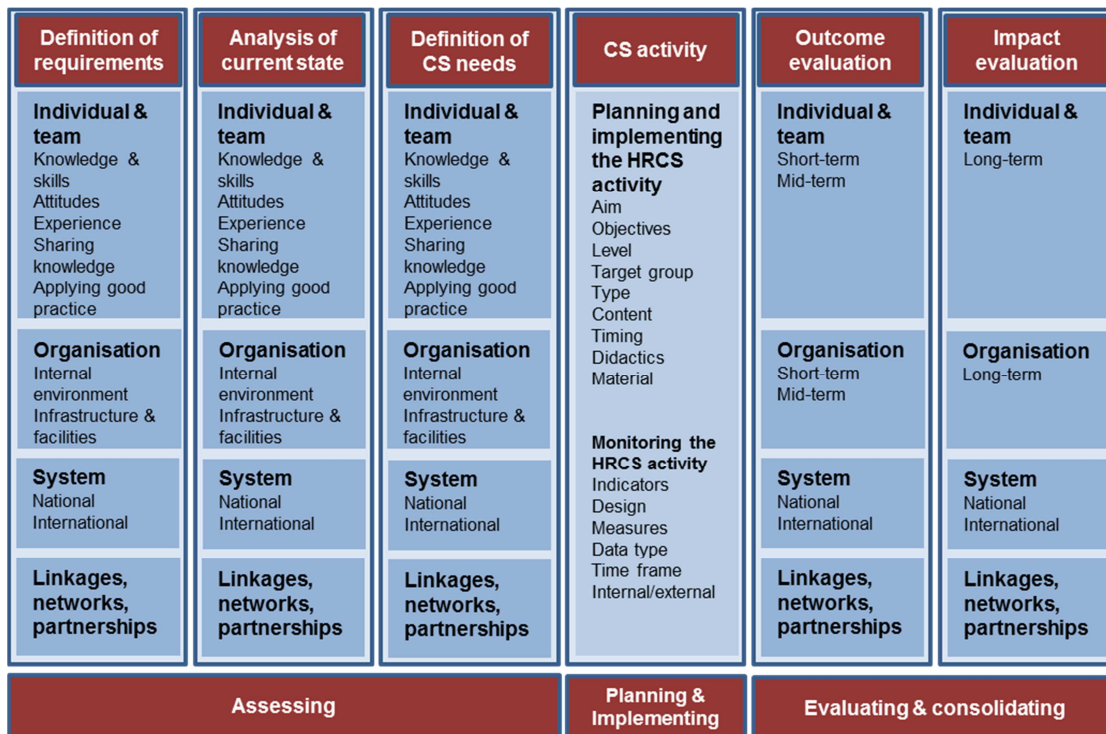 Definition of
requirements
Individual &
team
Knowledge &
skills
Attitudes
Experience
Sharing
knowledge
Applying good
practice
Organisation
Internal
environment
Infrastructure &
facilities
System
National
International
Linkages,
networks,
partnerships
Analysis of
current state
Individual &
team
Knowledge &
skills
Attitudes
Experience
Sharing
knowledge
Applying good
practice
Organisation
Internal
environment
Infrastructure &
facilities
System
National
International
Linkages,
networks,
partnerships
Definition of
CS needs
Individual &
team
Knowledge &
skills
Attitudes
Experience
Sharing
knowledge
Applying good
practice
Organisation
Internal
environment
Infrastructure &
facilities
System
National
International
Linkages,
networks,
partnerships
CS activity
Planning and
implementing
the HRCS
activity
Aim
Objectives
Level
Target group
Type
Content
Timing
Didactics
Material
Monitoring the
HRCS activity
Indicators
Design
Measures
Data type
Time frame
Internal/external
Outcome
evaluation
Individual &
team
Short-term
Mid-term
Organisation
Short-term
Mid-term
System
National
International
Linkages,
networks,
partnerships
Impact
evaluation
Individual &
team
Long-term
Organisation
Long-term
System
National
International
Linkages,
networks,
partnerships
Assessing
Planning &
Implementing
Evaluating & consolidating